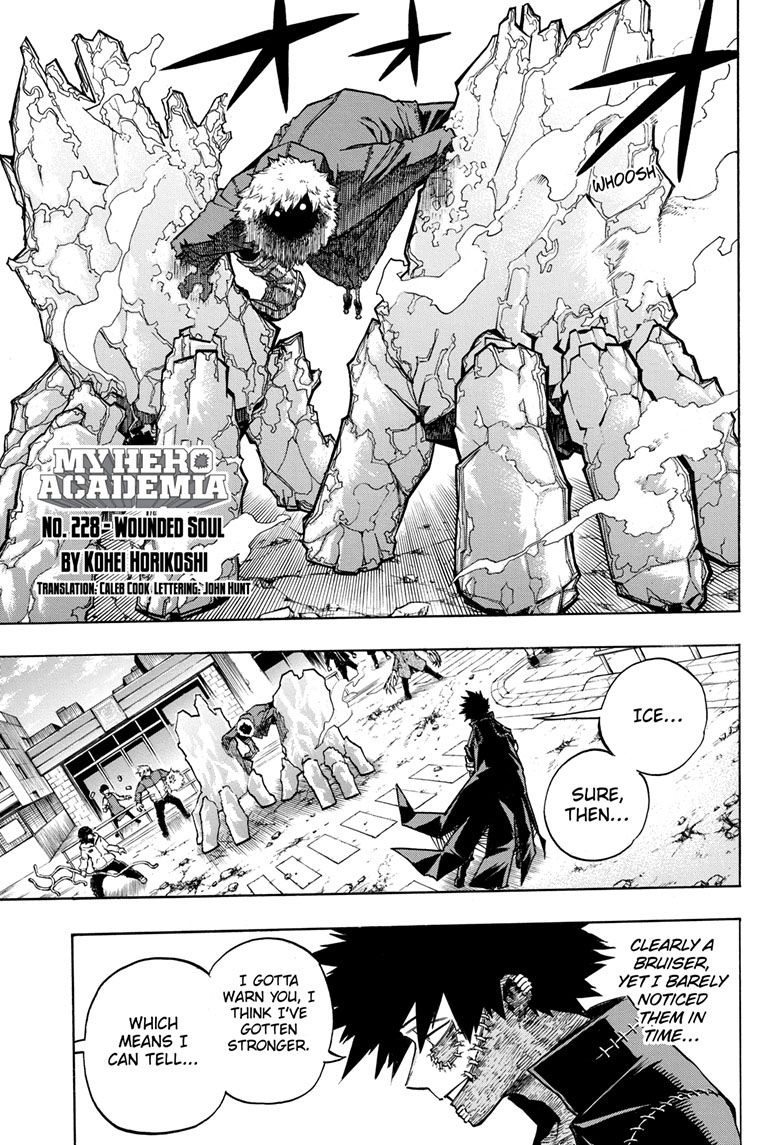 WHOOSH
MY HERO
ACADEMIA
No. 228 - Wounded Soul
by Kohei Horikoshi
Translation: Caleb Cook Lettering: John Hunt
ICE...
SURE,
THEN...
CLEARLY A
BRUISER,
YET I BARELY
NOTICED
THEM IN
TIME...
I GOTTA
WARN YOU, I
THINK I'VE
GOTTEN
STRONGER.
WHICH
MEANS I
CAN TELL...